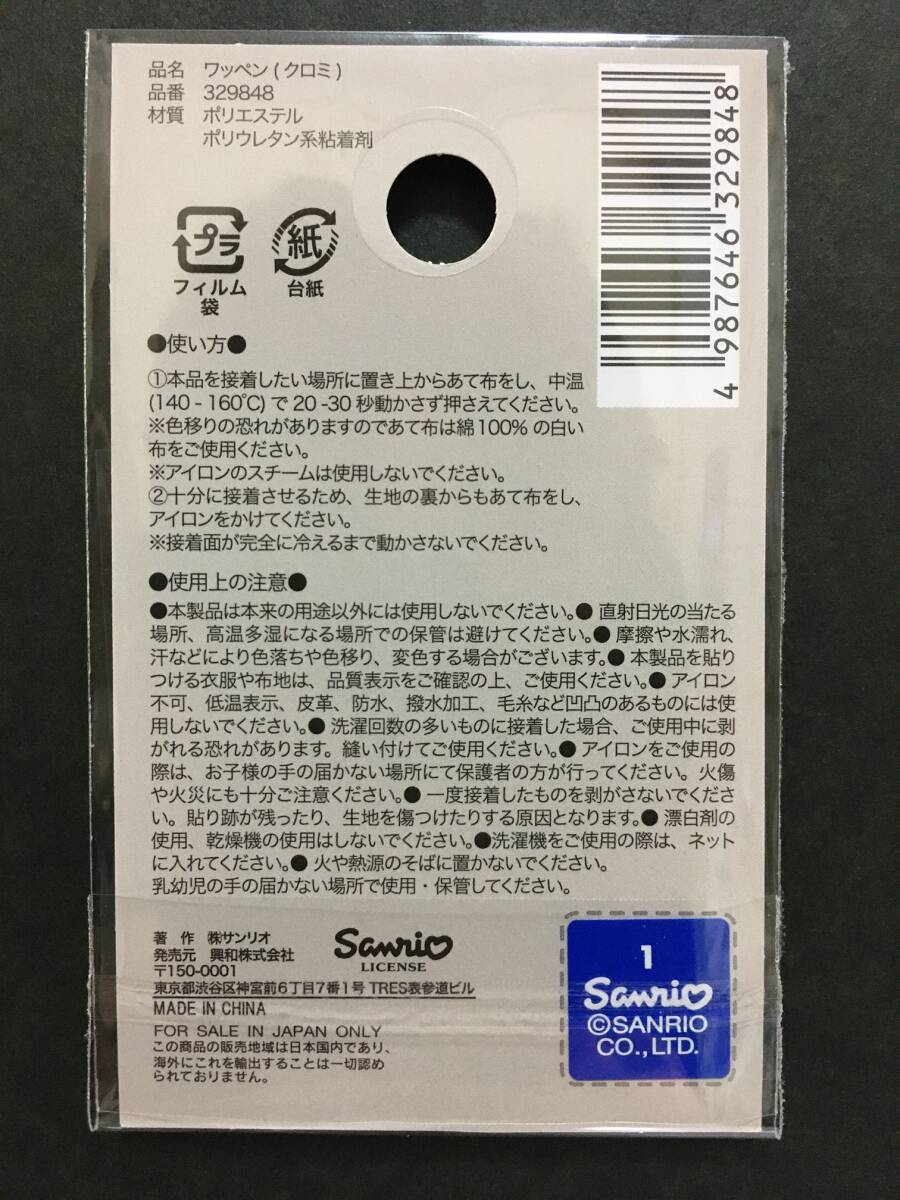 品名 ワッペン(クロミ)
品番 329848
材質 ポリエステル
ポリウレタン系粘着剤
4 987646 329848
プラ
フィルム
袋
紙
台紙
●使い方●
①本品を接着したい場所に置き上からあて布をし、中温
(140-160℃)で20-30秒動かさず押さえてください。
※色移りの恐れがありますのであて布は綿100%の白い
布をご使用ください。
※アイロンのスチームは使用しないでください。
②十分に接着させるため、生地の裏からもあて布をし、
アイロンをかけてください。
※接着面が完全に冷えるまで動かさないでください。
●使用上の注意●
●本製品は本来の用途以外には使用しないでください。●直射日光の当たる
場所、高温多湿になる場所での保管は避けてください。●摩擦や水濡れ、
汗などにより色落ちや色移り、変色する場合がございます。●本製品を貼り
つける衣服や布地は、品質表示をご確認の上、ご使用ください。●アイロン
不可、低温表示、皮革、防水、撥水加工、毛糸など凹凸のあるものには使
用しないでください。●洗濯回数の多いものに接着した場合、ご使用中に剥
がれる恐れがあります。縫い付けてご使用ください。●アイロンをご使用の
際は、お子様の手の届かない場所にて保護者の方が行ってください。火傷
や火災にも十分ご注意ください。●一度接着したものを剥がさないでくださ
い。貼り跡が残ったり、生地を傷つけたりする原因となります。●漂白剤の
使用、乾燥機の使用はしないでください。●洗濯機をご使用の際は、ネット
に入れてください。●火や熱源のそばに置かないでください。
乳幼児の手の届かない場所で使用・保管してください。
著作 ㈱サンリオ
発売元 興和株式会社
〒150-0001
東京都渋谷区神宮前6丁目7番1号 TRES表参道ビル
MADE IN CHINA
FOR SALE IN JAPAN ONLY
この商品の販売地域は日本国内であり、
海外にこれを輸出することは一切認め
られておりません。
Sanrio
LICENSE
1
Sanrio
©SANRIO
CO.,LTD.